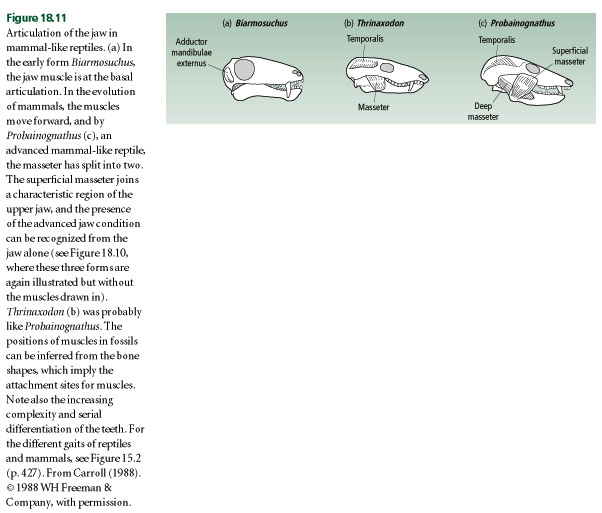 Figure 18.11
Articulation of the jaw in
mammal-like reptiles. (a) In
the early form Biarmosuchus,
the jaw muscle is at the basal
articulation. In the evolution
of mammals, the muscles
move forward, and by
Probainognathus (c), an
advanced mammal-like reptile,
the masseter has split into two.
The superficial masseter joins
a characteristic region of the
upper jaw, and the presence
of the advanced jaw condition
can be recognized from the
jaw alone (see Figure 18.10,
where these three forms are
again illustrated but without
the muscles drawn in).
Thrinaxodon (b) was probably
like Probainognathus. The
positions of muscles in fossils
can be inferred from the bone
shapes, which imply the
attachment sites for muscles.
Note also the increasing
complexity and serial
differentiation of the teeth. For
the different gaits of reptiles
and mammals, see Figure 15.2
(p. 427). From Carroll (1988).
© 1988 WH Freeman &
Company, with permission.
(a) Biarmosuchus
Adductor
mandibulae
externus
(b) Thrinaxodon
Temporalis
Masseter
(c) Probainognathus
Temporalis
Superficial
masseter
Deep
masseter